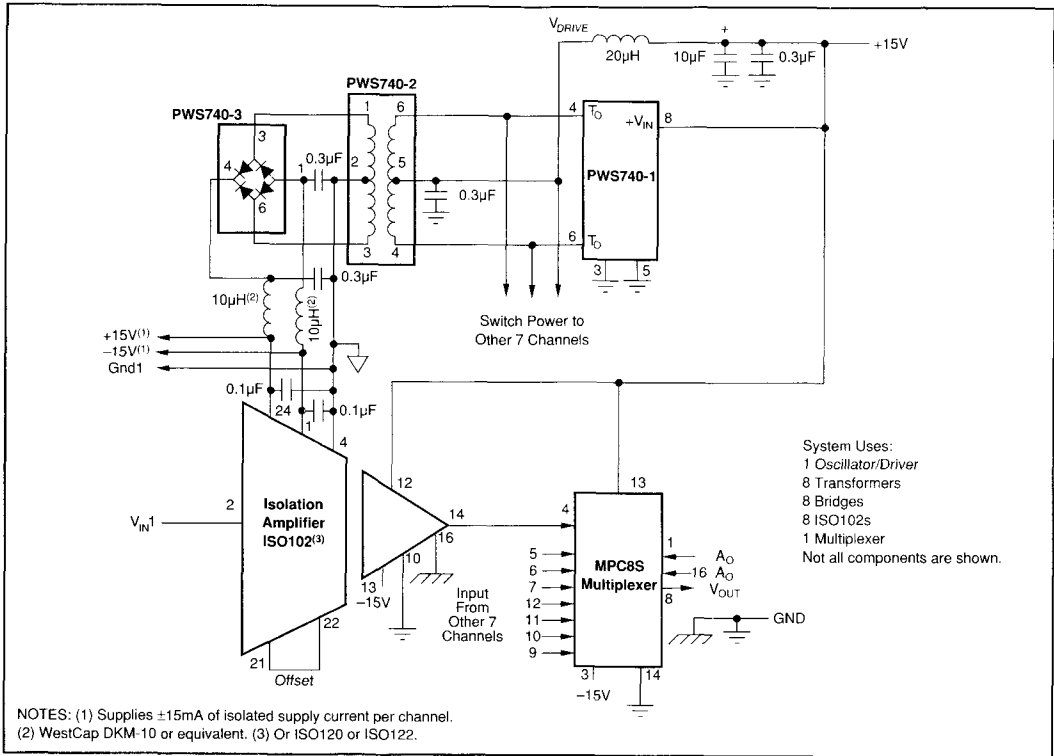 V_DRIVE
20µH
+
10µF
0.3µF
+15V
PWS740-2
PWS740-3
1
6
3
4
1
6
0.3µF
2
5
0.3µF
3
4
4
T_O
+V_IN
8
PWS740-1
6
T_O
3
5
0.3µF
10µH(2)
10µH(2)
Switch Power to
Other 7 Channels
+15V(1)
–15V(1)
Gnd1
0.1µF
24
1
0.1µF
4
2
V_IN1
Isolation
Amplifier
ISO102(3)
21
22
Offset
12
14
16
10
13
–15V
Input
From
Other 7
Channels
13
4
5
6
7
12
11
10
9
MPC8S
Multiplexer
1
A_O
16
A_O
8
V_OUT
3
–15V
14
GND
System Uses:
1 Oscillator/Driver
8 Transformers
8 Bridges
8 ISO102s
1 Multiplexer
Not all components are shown.
NOTES: (1) Supplies ±15mA of isolated supply current per channel.
(2) WestCap DKM-10 or equivalent. (3) Or ISO120 or ISO122.